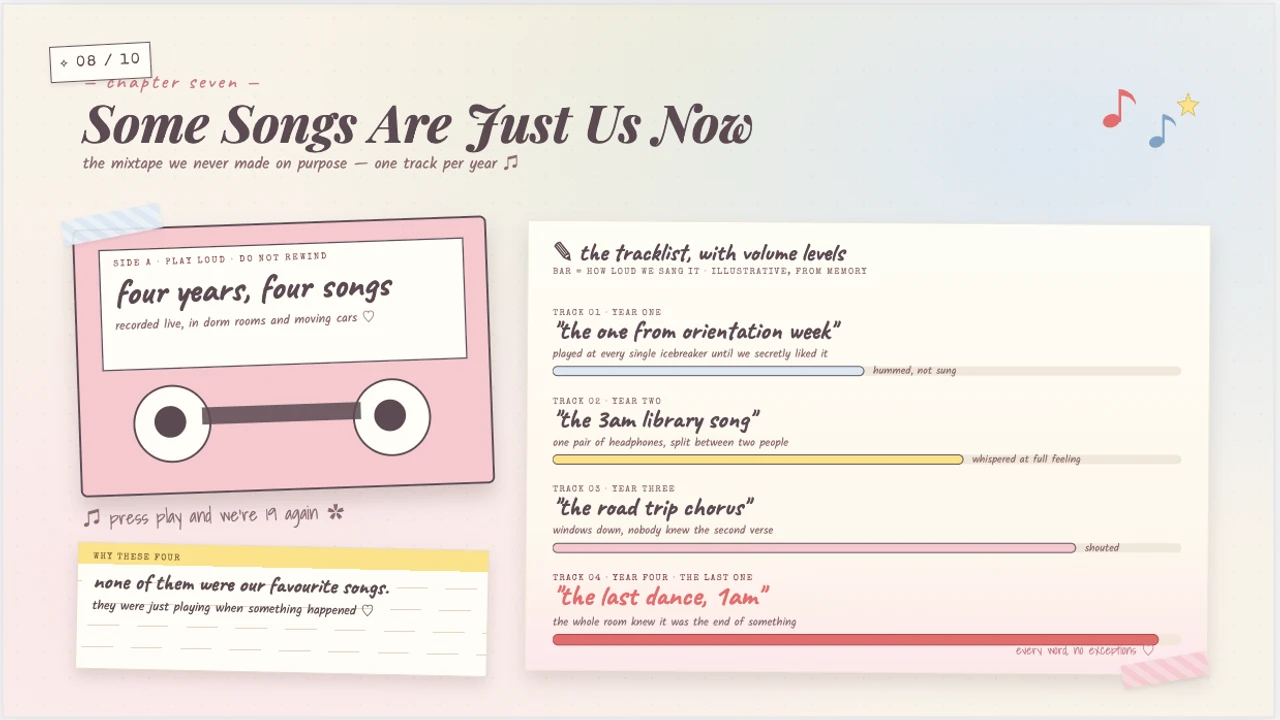 ✧ 08 / 10
— chapter seven —
Some Songs Are Just Us Now
the mixtape we never made on purpose — one track per year ♫
SIDE A · PLAY LOUD · DO NOT REWIND
four years, four songs
recorded live, in dorm rooms and moving cars ♡
♫ press play and we're 19 again ✽
WHY THESE FOUR
none of them were our favourite songs.
they were just playing when something happened ♡
✎ the tracklist, with volume levels
BAR = HOW LOUD WE SANG IT · ILLUSTRATIVE, FROM MEMORY
TRACK 01 · YEAR ONE
"the one from orientation week"
played at every single icebreaker until we secretly liked it
hummed, not sung
TRACK 02 · YEAR TWO
"the 3am library song"
one pair of headphones, split between two people
whispered at full feeling
TRACK 03 · YEAR THREE
"the road trip chorus"
windows down, nobody knew the second verse
shouted
TRACK 04 · YEAR FOUR · THE LAST ONE
"the last dance, 1am"
the whole room knew it was the end of something
every word, no exceptions ♡